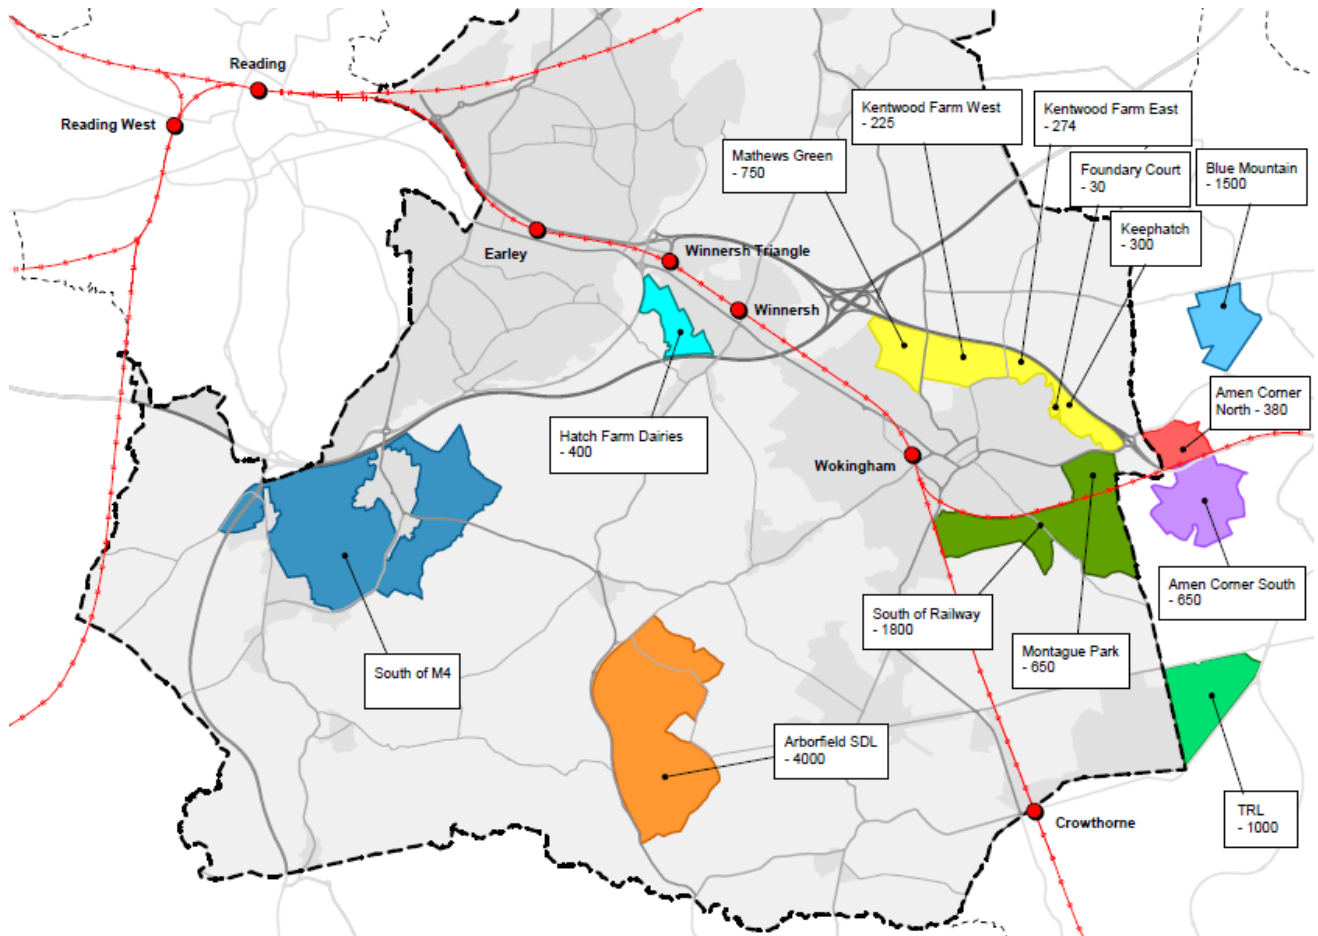 Reading
Reading West
Kentwood Farm West
- 225
Kentwood Farm East
- 274
Mathews Green
- 750
Foundary Court
- 30
Blue Mountain
- 1500
Keephatch
- 300
Earley
Winnersh Triangle
Winnersh
Amen Corner
North - 380
Hatch Farm Dairies
- 400
Wokingham
Amen Corner South
- 650
South of Railway
- 1800
Montague Park
- 650
South of M4
Arborfield SDL
- 4000
TRL
- 1000
Crowthorne